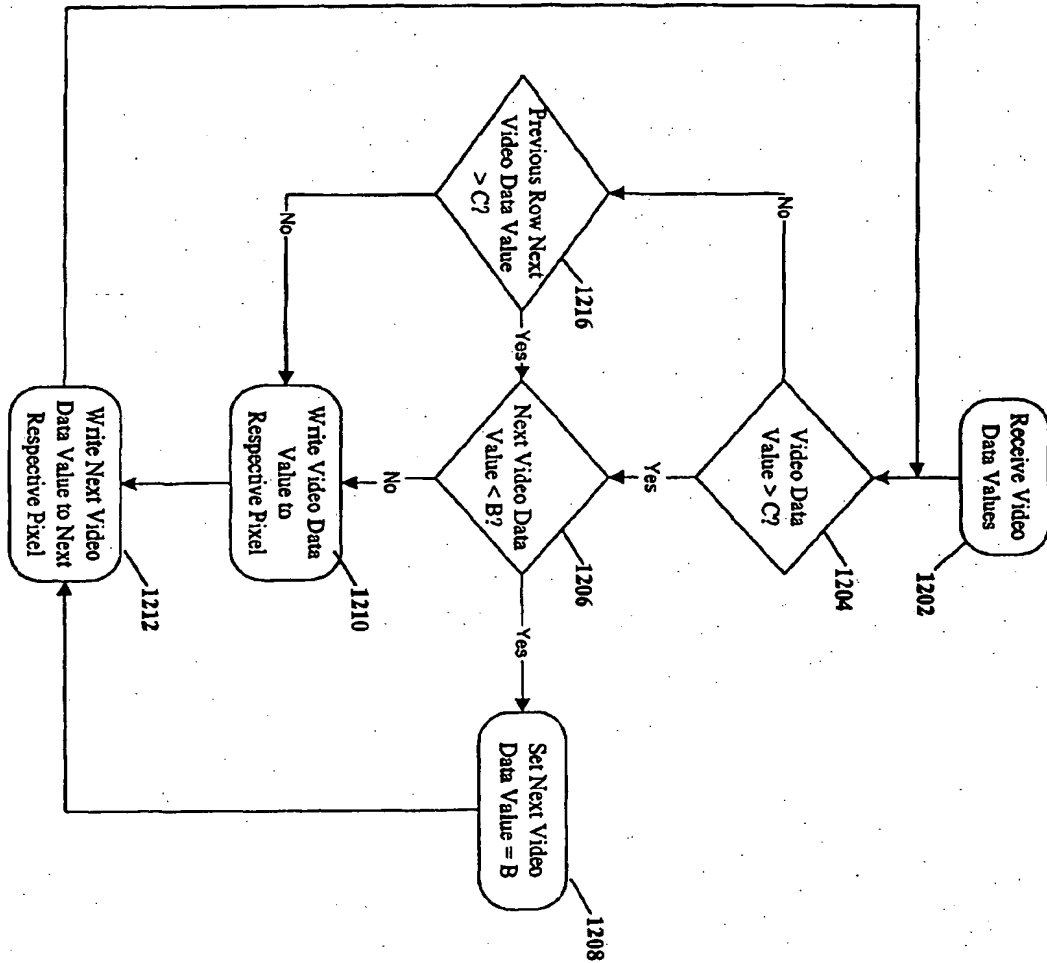 Receive Video
Data Values
1202
Video Data
Value > C?
1204
No
Yes
Previous Row Next
Video Data Value
> C?
1216
Yes
No
Next Video Data
Value < B?
1206
Yes
No
Set Next Video
Data Value = B
1208
Write Video Data
Value to
Respective Pixel
1210
Write Next Video
Data Value to Next
Respective Pixel
1212